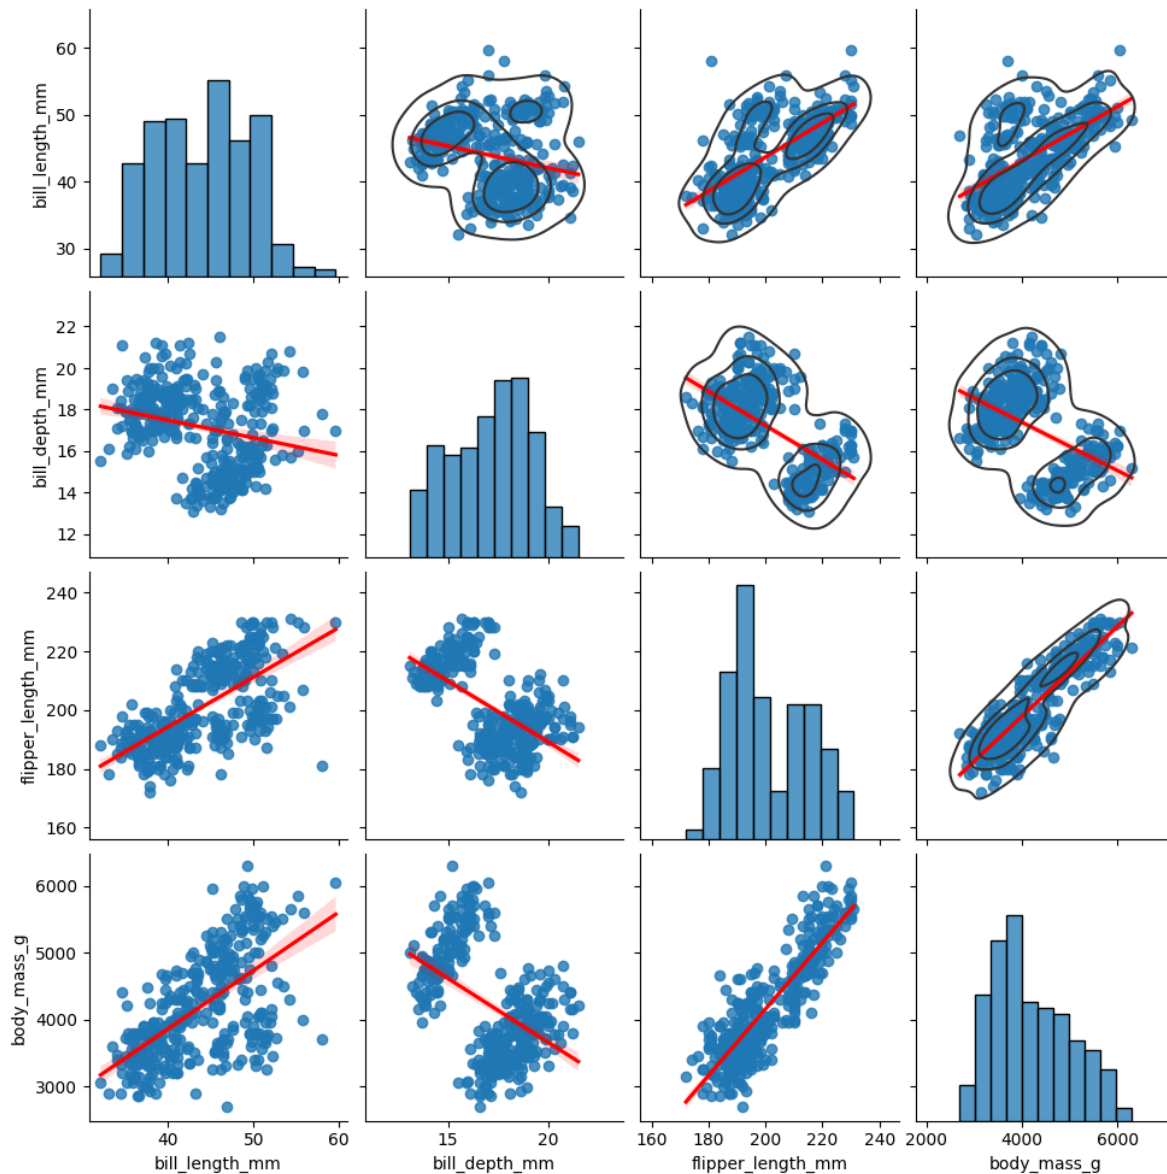 bill_length_mm
60
50
40
30
bill_depth_mm
22
20
18
16
14
12
flipper_length_mm
240
220
200
180
160
body_mass_g
6000
5000
4000
3000
40 50 60
15 20
160 180 200 220 240
2000 4000 6000
bill_length_mm
bill_depth_mm
flipper_length_mm
body_mass_g